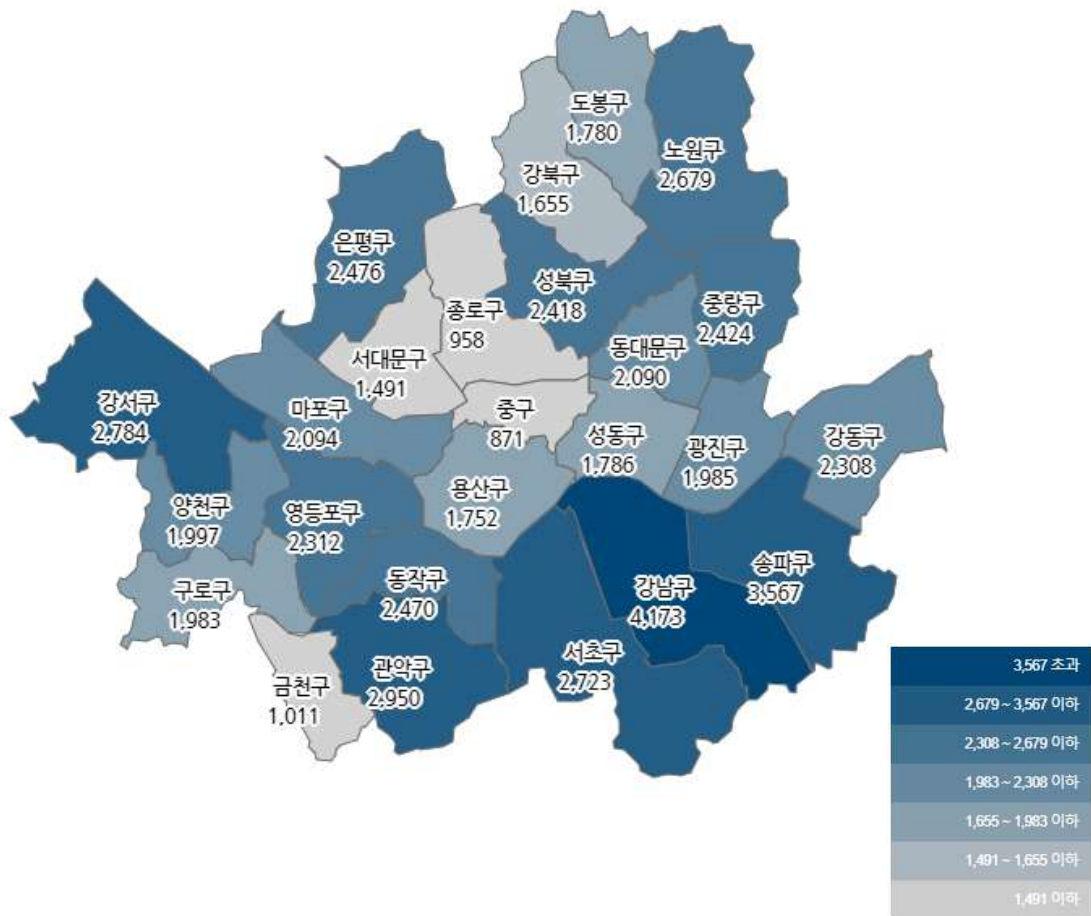 도봉구
1,780
노원구
2,679
강북구
1,655
은평구
2,476
성북구
2,418
중랑구
2,424
종로구
958
동대문구
2,090
서대문구
1,491
강서구
2,784
마포구
2,094
중구
871
성동구
1,786
광진구
1,985
강동구
2,308
용산구
1,752
양천구
1,997
영등포구
2,312
구로구
1,983
동작구
2,470
강남구
4,173
송파구
3,567
서초구
2,723
관악구
2,950
금천구
1,011
3,567 초과
2,679 ~ 3,567 이하
2,308 ~ 2,679 이하
1,983 ~ 2,308 이하
1,655 ~ 1,983 이하
1,491 ~ 1,655 이하
1,491 이하